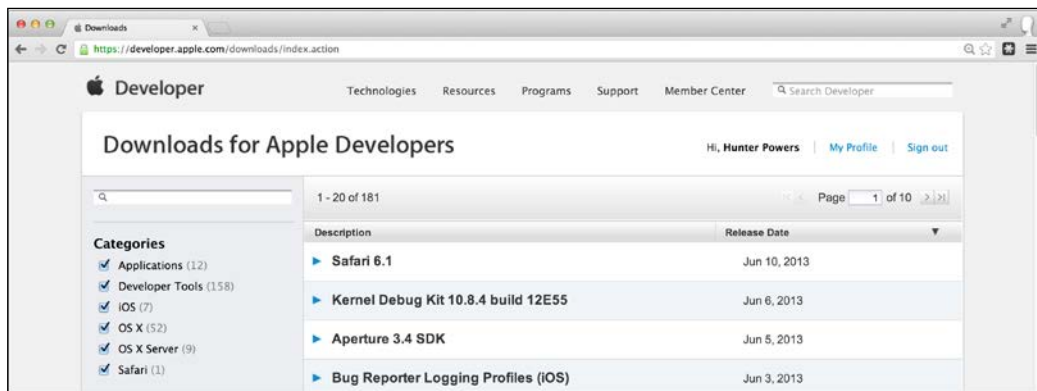 Downloads
https://developer.apple.com/downloads/index.action
Developer
Technologies Resources Programs Support Member Center Search Developer
Downloads for Apple Developers
Hi, Hunter Powers | My Profile | Sign out
1 - 20 of 181
Page 1 of 10
Description Release Date
Categories
Applications (12)
Developer Tools (158)
iOS (7)
OS X (52)
OS X Server (9)
Safari (1)
Safari 6.1 Jun 10, 2013
Kernel Debug Kit 10.8.4 build 12E55 Jun 6, 2013
Aperture 3.4 SDK Jun 5, 2013
Bug Reporter Logging Profiles (iOS) Jun 3, 2013